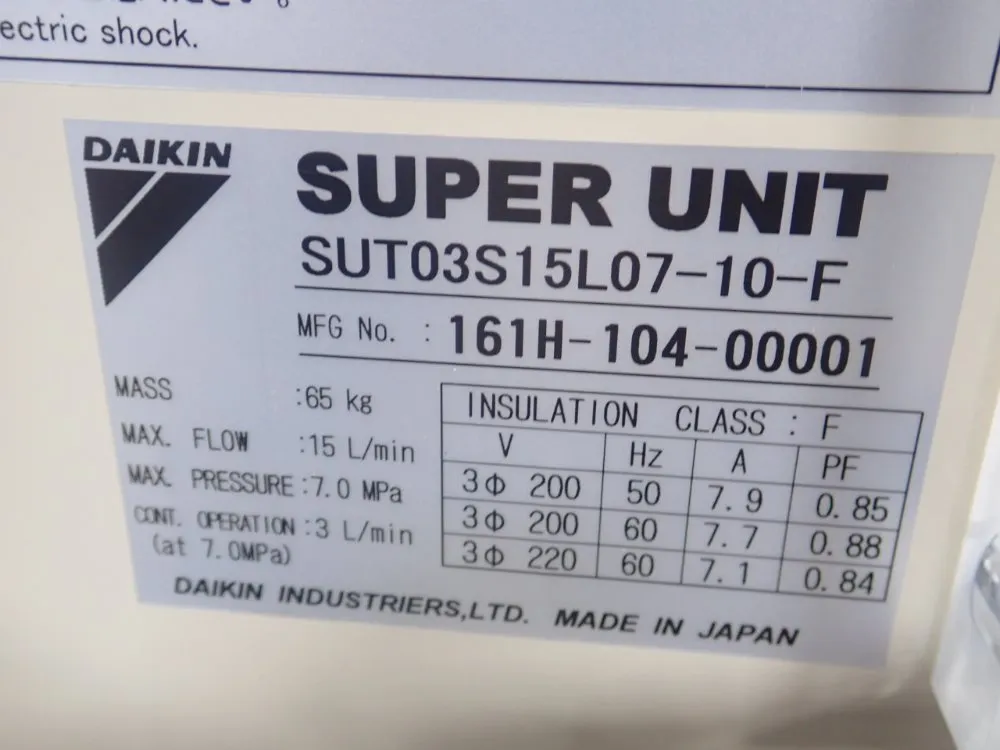 ectric shock.
DAIKIN
SUPER UNIT
SUT03S15L07-10-F
MFG No. : 161H-104-00001
MASS :65 kg
MAX. FLOW :15 L/min
MAX. PRESSURE :7.0 MPa
CONT. OPERATION :3 L/min
(at 7.0MPa)
INSULATION CLASS : F
V Hz A PF
3Φ 200 50 7.9 0.85
3Φ 200 60 7.7 0.88
3Φ 220 60 7.1 0.84
DAIKIN INDUSTRIERS,LTD. MADE IN JAPAN